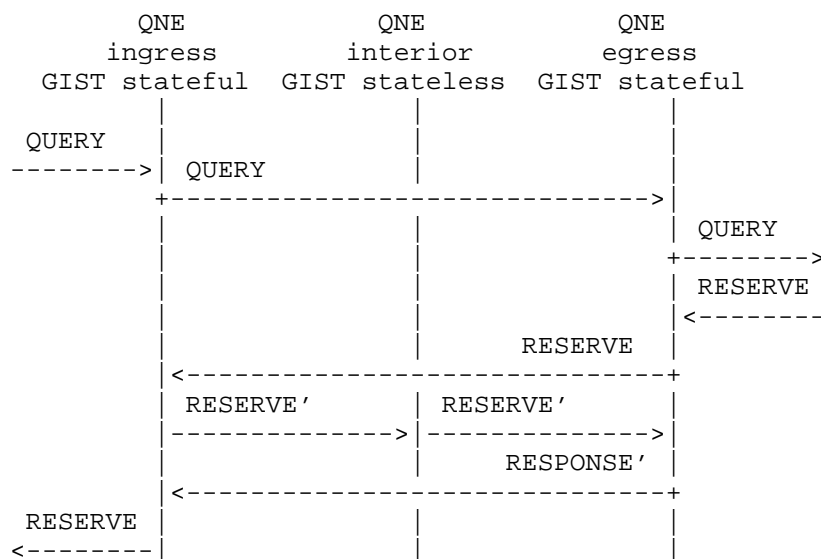 QNE QNE QNE
ingress interior egress
GIST stateful GIST stateless GIST stateful
QUERY
QUERY
QUERY
RESERVE
RESERVE
RESERVE' RESERVE'
RESPONSE'
RESERVE